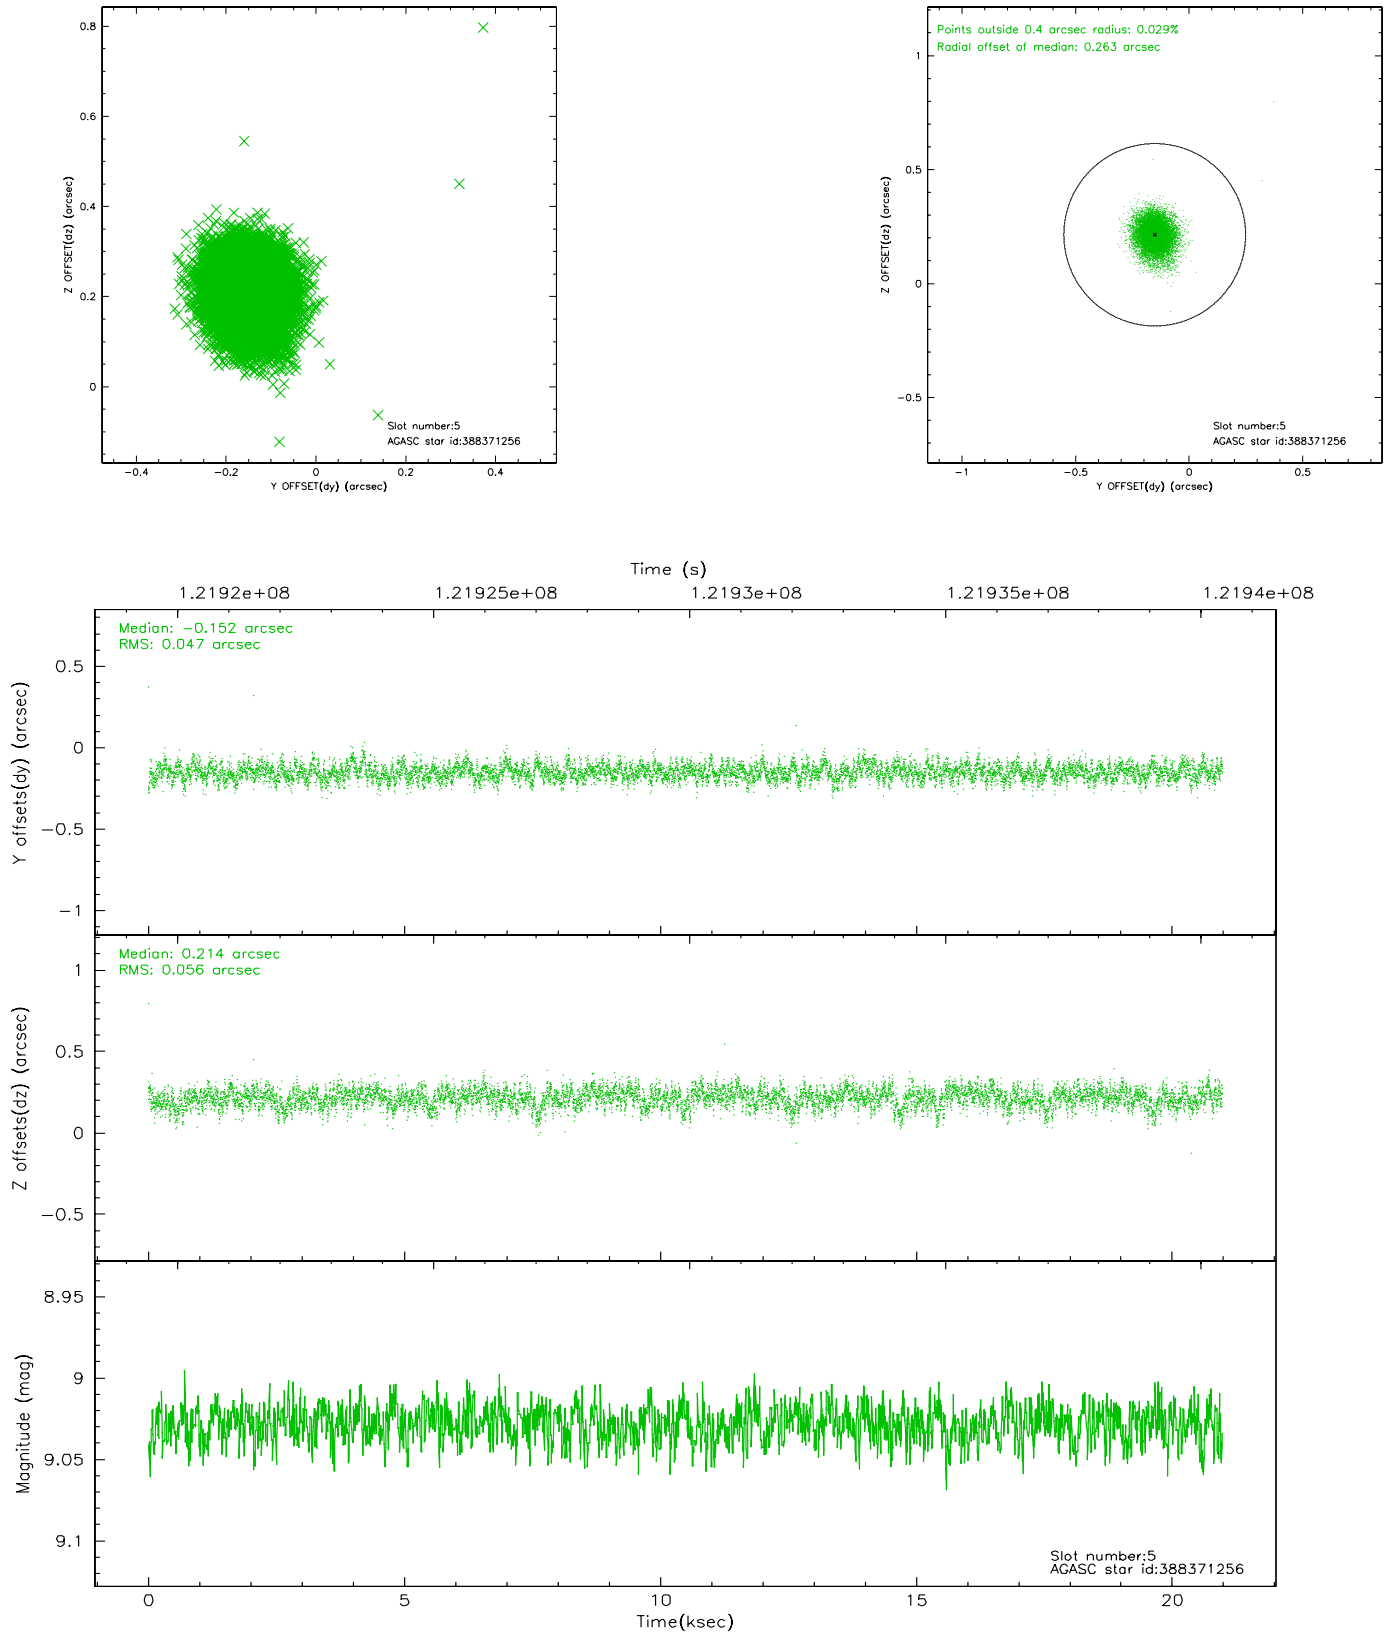 0.8
0.6
0.4
0.2
0
Z OFFSET(dz) (arcsec)
Slot number:5
AGASC star id:388371256
−0.4 −0.2 0 0.2 0.4
Y OFFSET(dy) (arcsec)
Points outside 0.4 arcsec radius: 0.029%
Radial offset of median: 0.263 arcsec
1
0.5
0
−0.5
Z OFFSET(dz) (arcsec)
Slot number:5
AGASC star id:388371256
−1 −0.5 0 0.5
Y OFFSET(dy) (arcsec)
Time (s)
1.2192e+08 1.21925e+08 1.2193e+08 1.21935e+08 1.2194e+08
Median: −0.152 arcsec
RMS: 0.047 arcsec
0.5
0
−0.5
−1
Y offsets(dy) (arcsec)
Median: 0.214 arcsec
RMS: 0.056 arcsec
1
0.5
0
−0.5
Z offsets(dz) (arcsec)
8.95
9
9.05
9.1
Magnitude (mag)
Slot number:5
AGASC star id:388371256
0 5 10 15 20
Time(ksec)